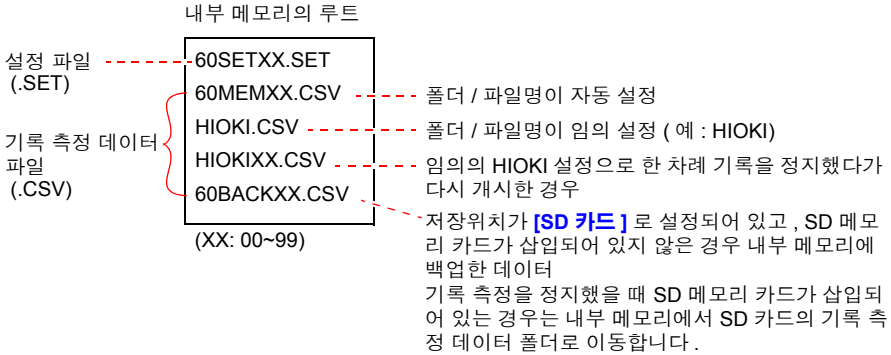 내부 메모리의 루트
설정 파일
(.SET)
기록 측정 데이터
파일
(.CSV)
60SETXX.SET
60MEMXX.CSV
HIOKI.CSV
HIOKIXX.CSV
60BACKXX.CSV
(XX: 00~99)
폴더 / 파일명이 자동 설정
폴더 / 파일명이 임의 설정 ( 예 : HIOKI)
임의의 HIOKI 설정으로 한 차례 기록을 정지했다가
다시 개시한 경우
저장위치가 [SD 카드 ] 로 설정되어 있고 , SD 메모
리 카드가 삽입되어 있지 않은 경우 내부 메모리에
백업한 데이터
기록 측정을 정지했을 때 SD 메모리 카드가 삽입되
어 있는 경우는 내부 메모리에서 SD 카드의 기록 측
정 데이터 폴더로 이동합니다 .